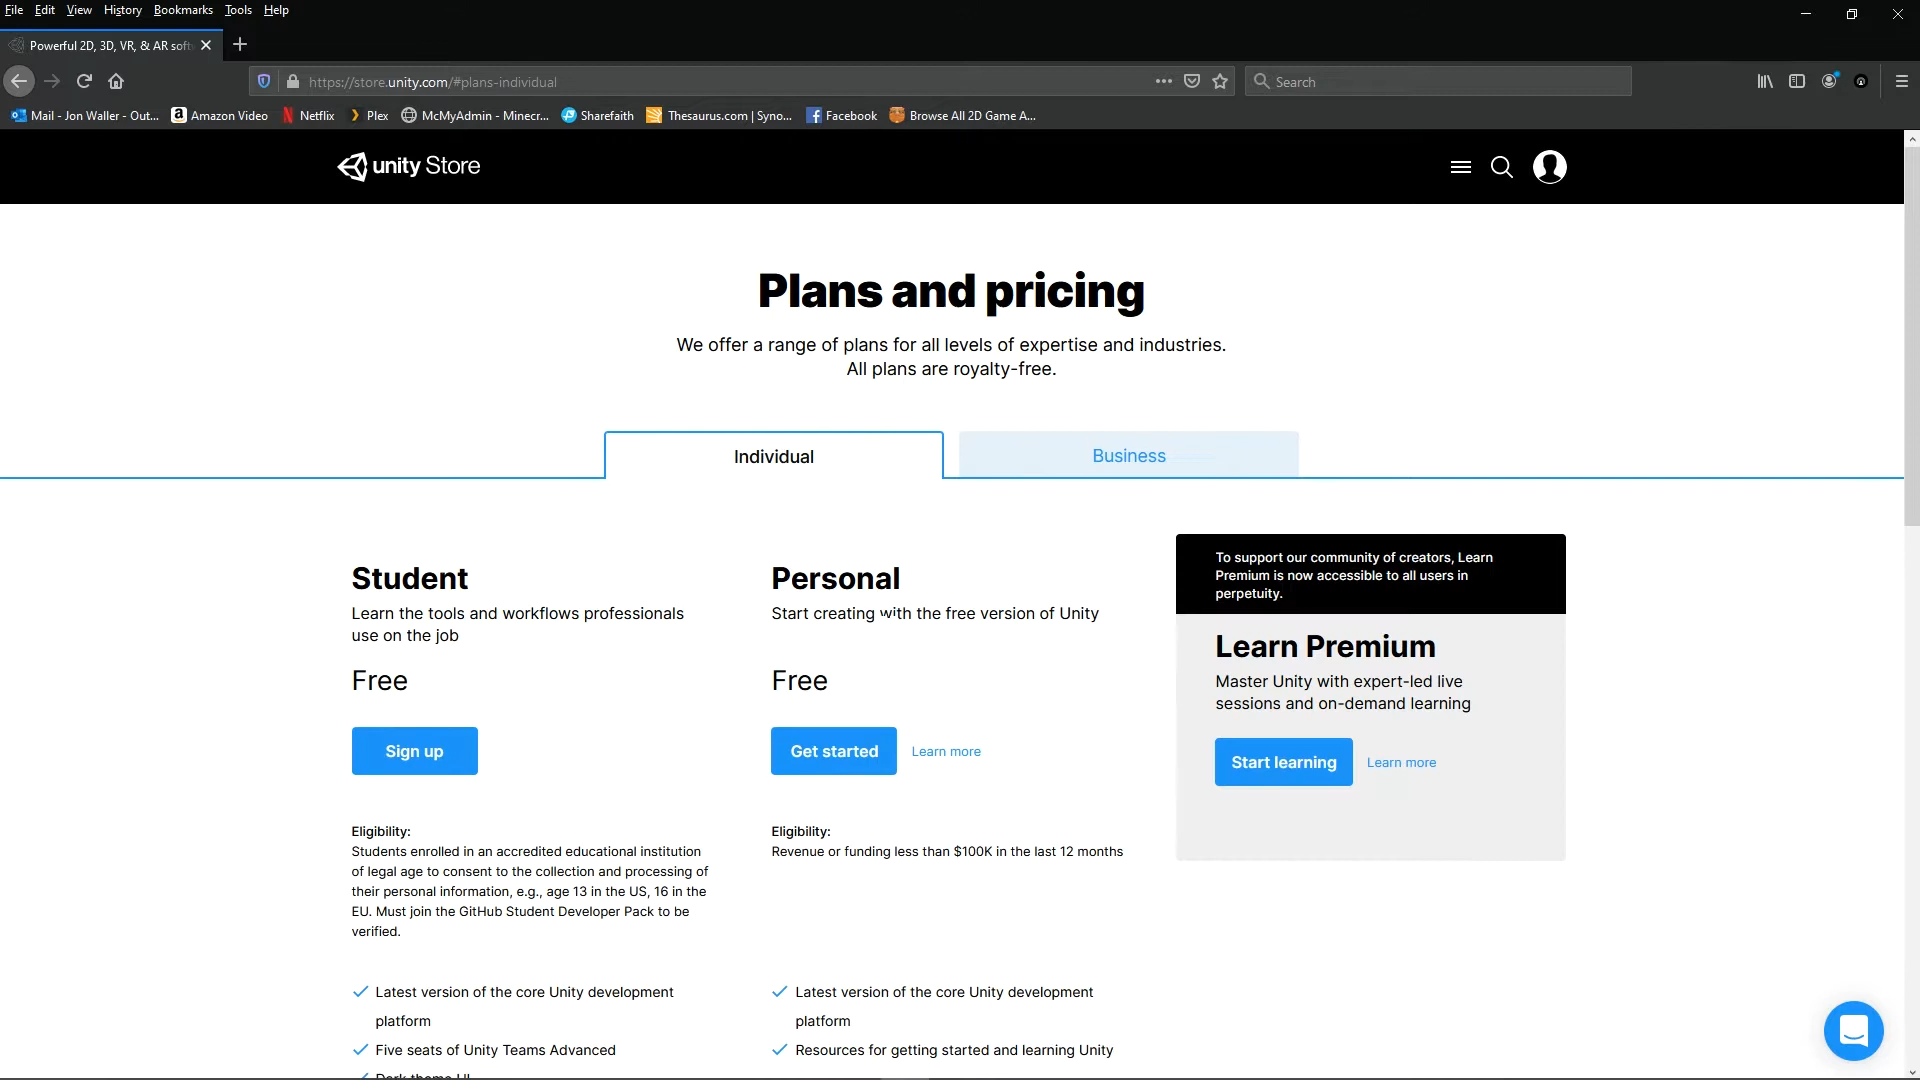 File Edit View History Bookmarks Tools Help
Powerful 2D, 3D, VR, & AR soft
https://store.unity.com/#plans-individual
Search
Mail - Jon Waller - Out... Amazon Video Netflix Plex McMyAdmin - Minecr... Sharefaith Thesaurus.com | Syno... Facebook Browse All 2D Game A...
unity Store
Plans and pricing
We offer a range of plans for all levels of expertise and industries.
All plans are royalty-free.
Individual
Business
Student
Learn the tools and workflows professionals
use on the job
Free
Sign up
Eligibility:
Students enrolled in an accredited educational institution
of legal age to consent to the collection and processing of
their personal information, e.g., age 13 in the US, 16 in the
EU. Must join the GitHub Student Developer Pack to be
verified.
Latest version of the core Unity development
platform
Five seats of Unity Teams Advanced
Dark theme UI
Personal
Start creating with the free version of Unity
Free
Get started Learn more
Eligibility:
Revenue or funding less than $100K in the last 12 months
Latest version of the core Unity development
platform
Resources for getting started and learning Unity
To support our community of creators, Learn
Premium is now accessible to all users in
perpetuity.
Learn Premium
Master Unity with expert-led live
sessions and on-demand learning
Start learning Learn more